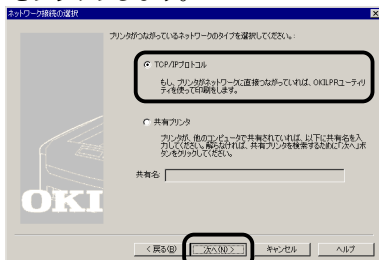 ネットワーク接続の選択
プリンタがつながっているネットワークのタイプを選択してください。:
TCP/IPプロトコル
もし、プリンタがネットワークに直接つながっていれば、OKILPRユーティリ
ティを使って印刷をします。
共有プリンタ
プリンタが、他のコンピュータで共有されていれば、以下に共有名を入
力してください。解らなければ、共有プリンタを検索するために「次へ」ボ
タンをクリックしてください。
共有名:
OKI
< 戻る(B)
次へ(N) >
キャンセル
ヘルプ